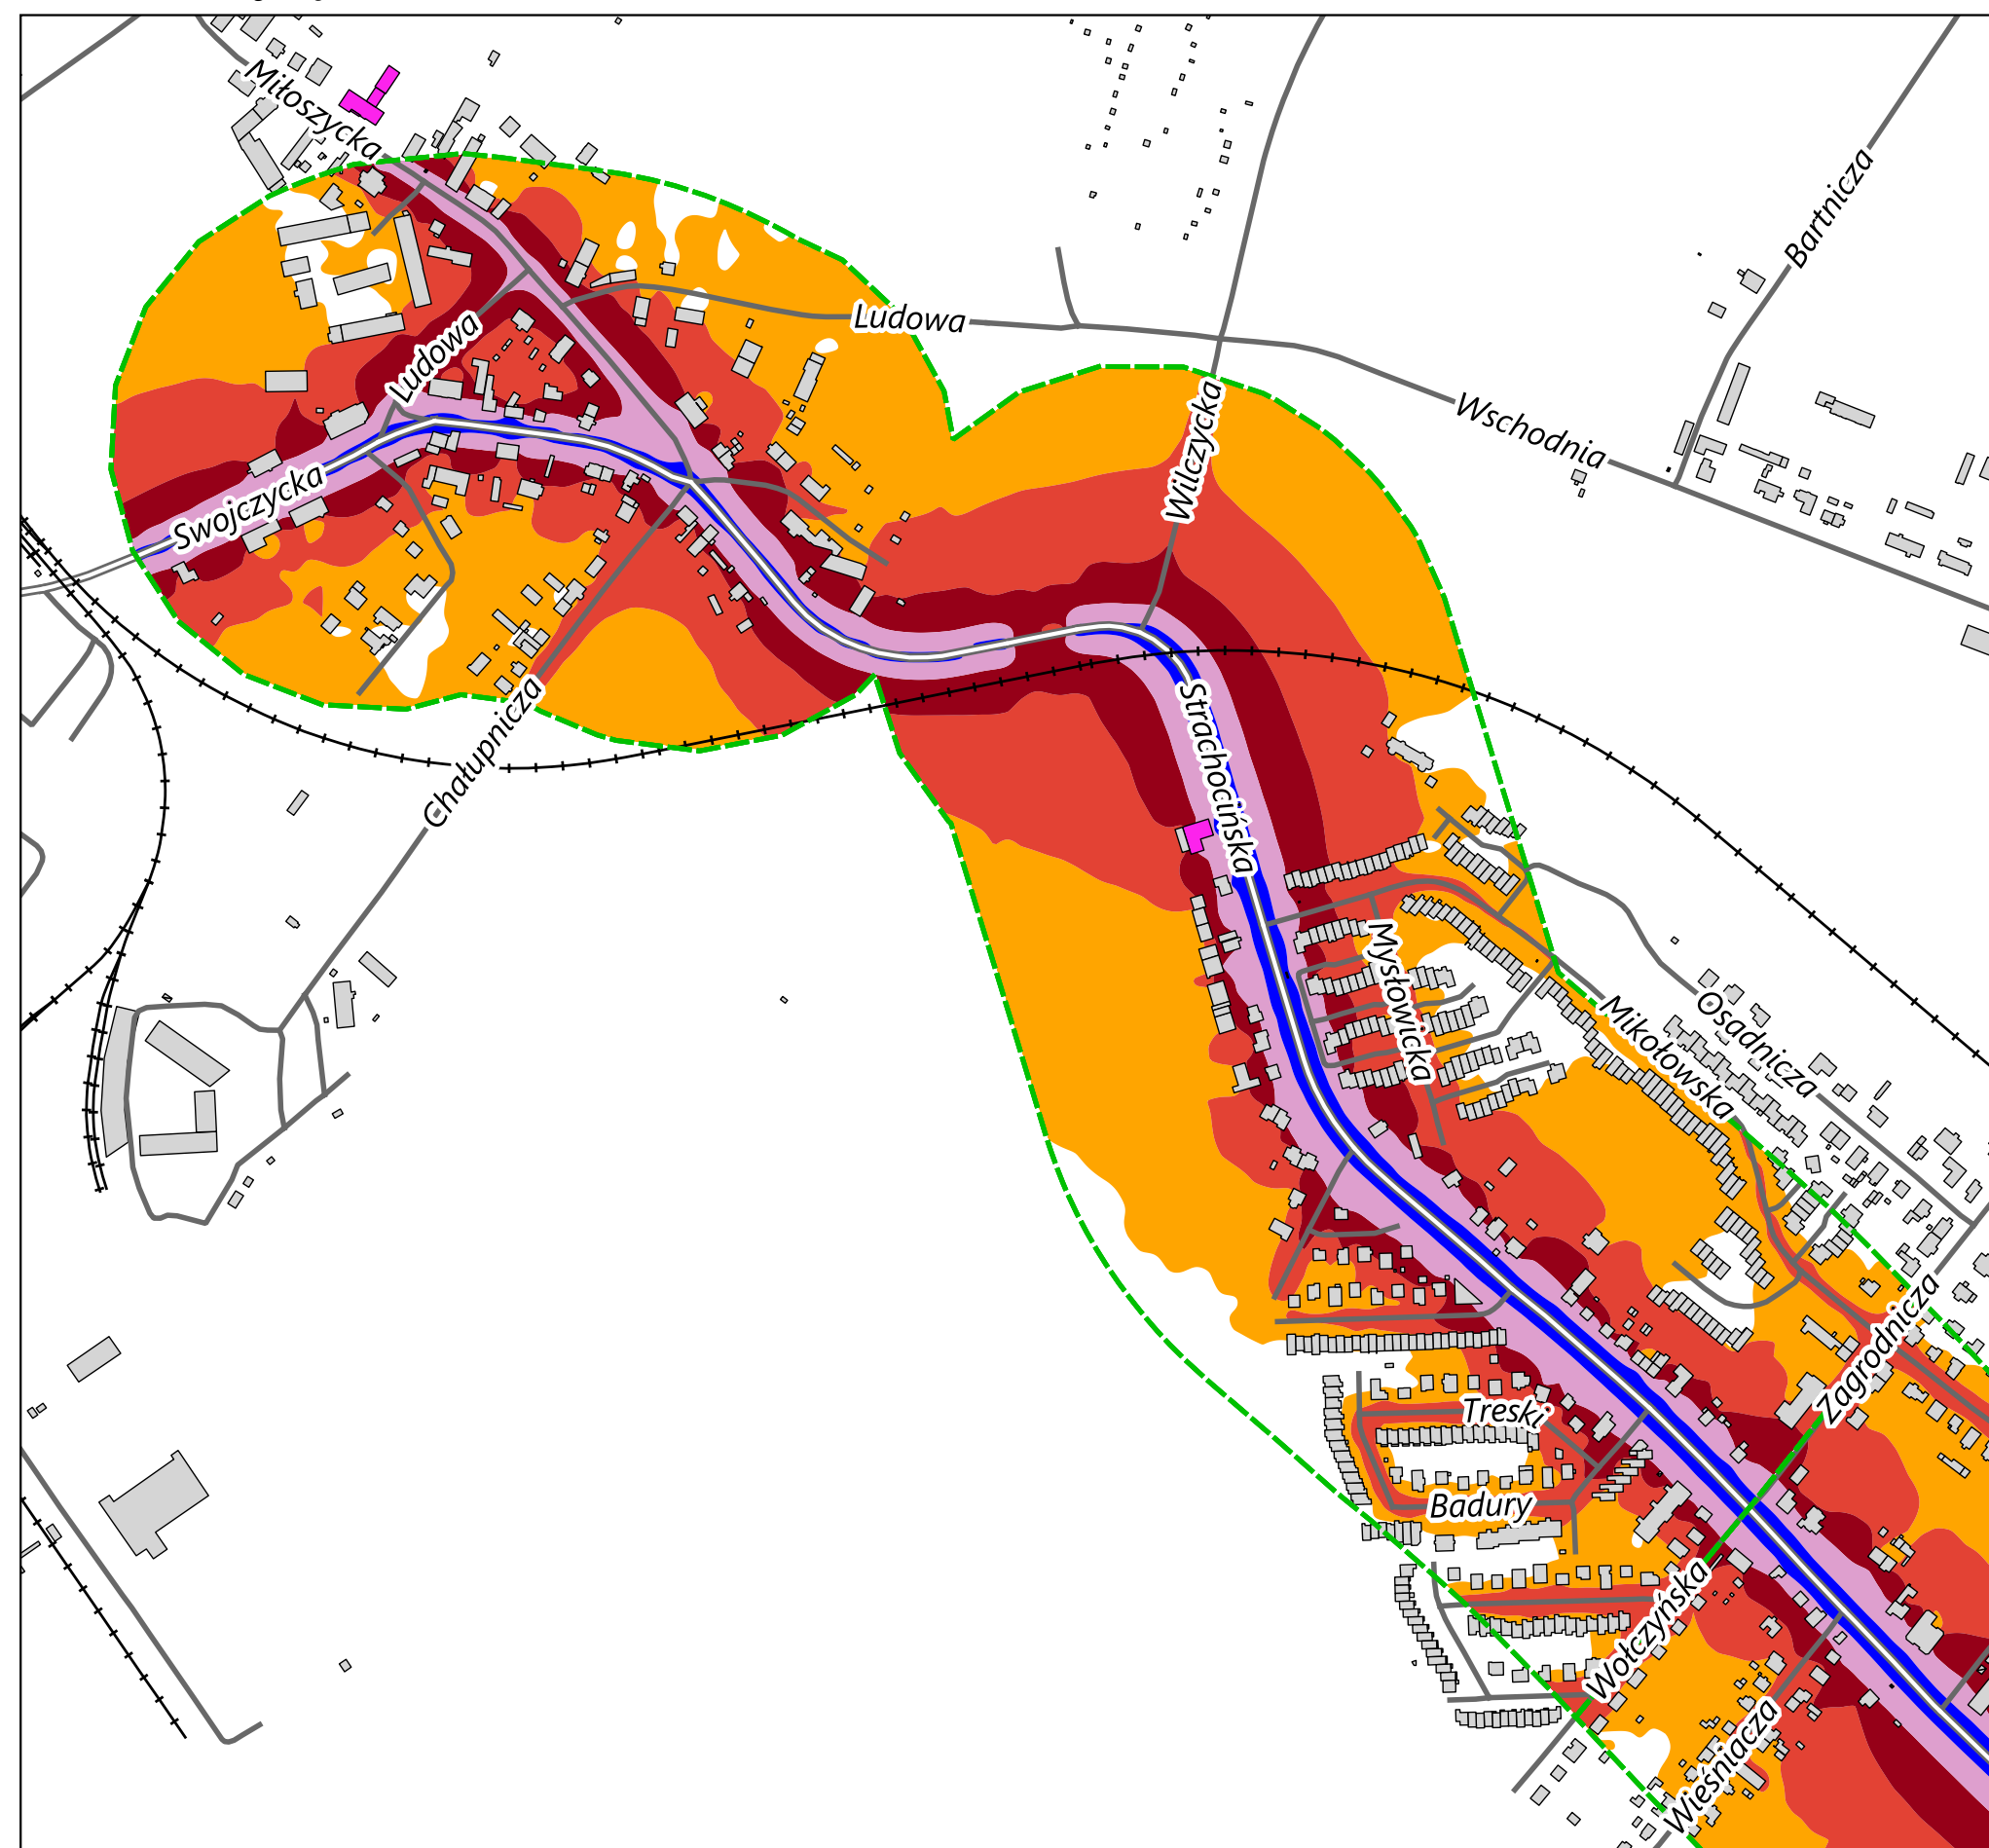 Miłoszycka
Bartnicza
Ludowa
Ludowa
Wilczycka
Wschodnia
Swojczycka
Chałupnicza
Strachocińska
Mysłowicka
Osadnicza
Mikołowska
Zagrodnicza
Treski
Badury
Wołczyńska
Wieśniacza